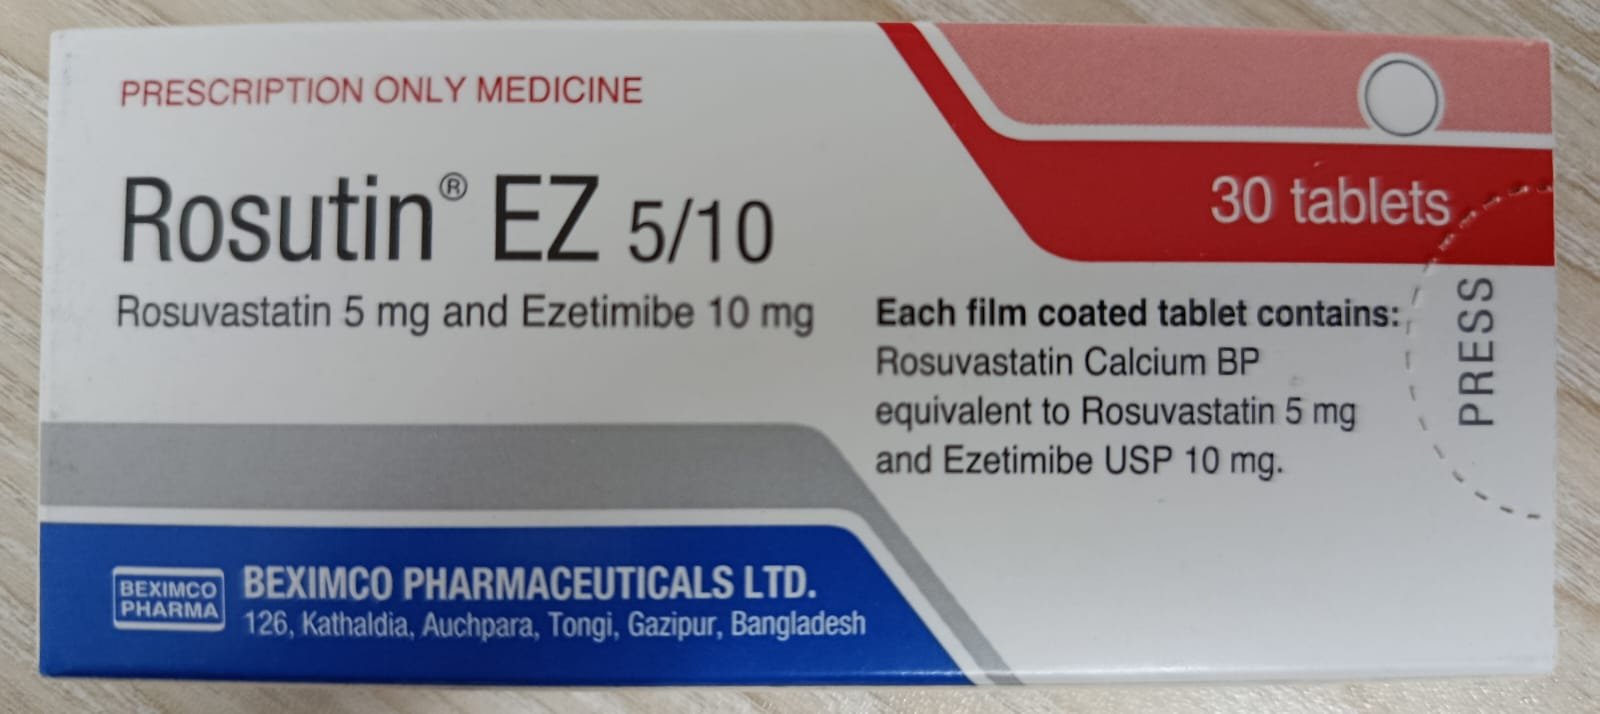 PRESCRIPTION ONLY MEDICINE
Rosutin® EZ 5/10
Rosuvastatin 5 mg and Ezetimibe 10 mg
30 tablets
PRESS
Each film coated tablet contains:
Rosuvastatin Calcium BP
equivalent to Rosuvastatin 5 mg
and Ezetimibe USP 10 mg.
BEXIMCO
PHARMA
BEXIMCO PHARMACEUTICALS LTD.
126, Kathaldia, Auchpara, Tongi, Gazipur, Bangladesh